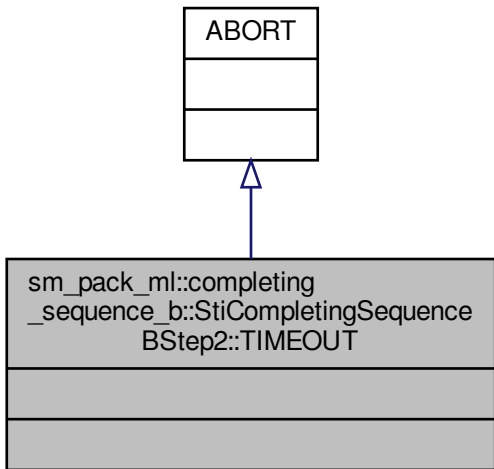 ABORT
sm_pack_ml::completing
_sequence_b::StiCompletingSequence
BStep2::TIMEOUT